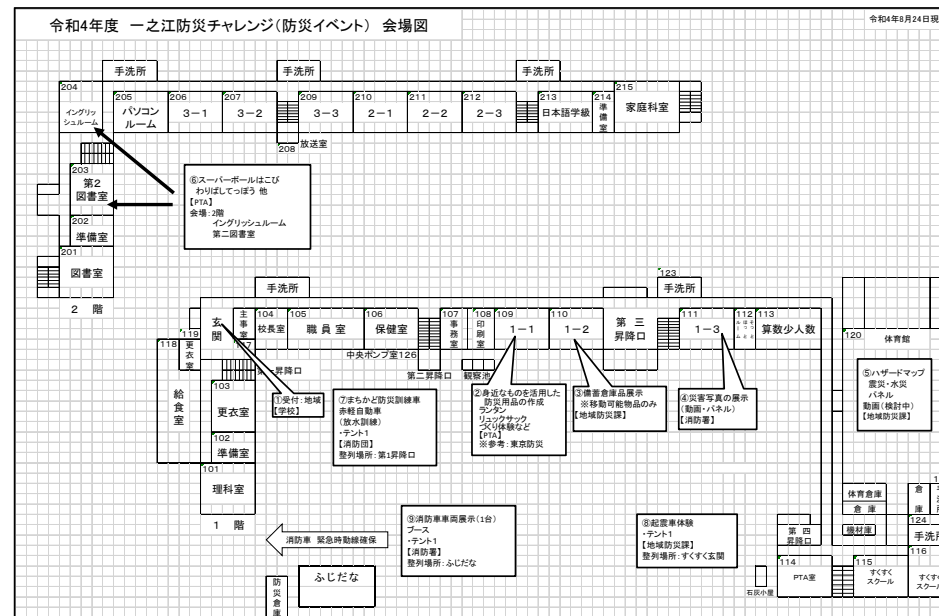 令和4年度　一之江防災チャレンジ(防災イベント)　会場図
令和4年8月24日現
手洗所
手洗所
手洗所
204
イングリッ
シュルーム
205
パソコン
ルーム
206
3－1
207
3－2
209
3－3
210
2－1
211
2－2
212
2－3
213
日本語学級
214
準備室
215
家庭科室
208
放送室
203
第2
図書室
202
準備室
201
図書室
2　階
⑥スーパーボールはこび
わりばしてっぽう 他
【PTA】
会場：2階
イングリッシュルーム
第二図書室
手洗所
123
手洗所
玄関
主事室
104
校長室
105
職 員 室
106
保健室
107
事務室
108
印刷室
109
1－1
110
1－2
第 三
昇降口
111
1－3
112
113
算数少人数
中央ポンプ室126
第二昇降口
観察池
昇降口
119
更衣室
118
給食室
103
更衣室
102
準備室
101
理科室
1　階
120
体育館
①受付：地域
【学校】
⑦まちかど防災訓練車
赤軽自動車
(放水訓練)
・テント1
【消防団】
整列場所：第1昇降口
②身近なものを活用した
防災用品の作成
ランタン
リュックサック
づくり体験など
【PTA】
※参考：東京防災
③備蓄倉庫品展示
※移動可能物品のみ
【地域防災課】
④災害写真の展示
(動画・パネル)
【消防署】
⑤ハザードマップ
震災・水災
パネル
動画(検討中)
【地域防災課】
消防車　緊急時動線確保
⑨消防車車両展示(1台)
ブース
・テント1
【消防署】
整列場所：ふじだな
⑧起震車体験
・テント1
【地域防災課】
整列場所：すくすく玄関
体育倉庫
倉 庫
機材庫
倉庫
124
手洗所
116
すくすく
スクール
第 四
昇降口
114
PTA室
115
すくすく
スクール
石灰小屋
防災倉庫
ふじだな